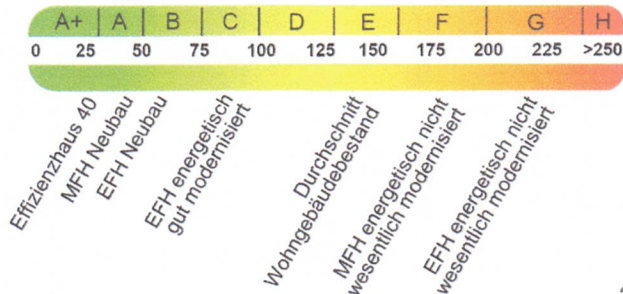 A+ A B C D E F G H
0 25 50 75 100 125 150 175 200 225 >250
Effizienzhaus 40
MFH Neubau
EFH Neubau
EFH energetisch
gut modernisiert
Durchschnitt
Wohngebäudebestand
MFH energetisch nicht
wesentlich modernisiert
EFH energetisch nicht
wesentlich modernisiert